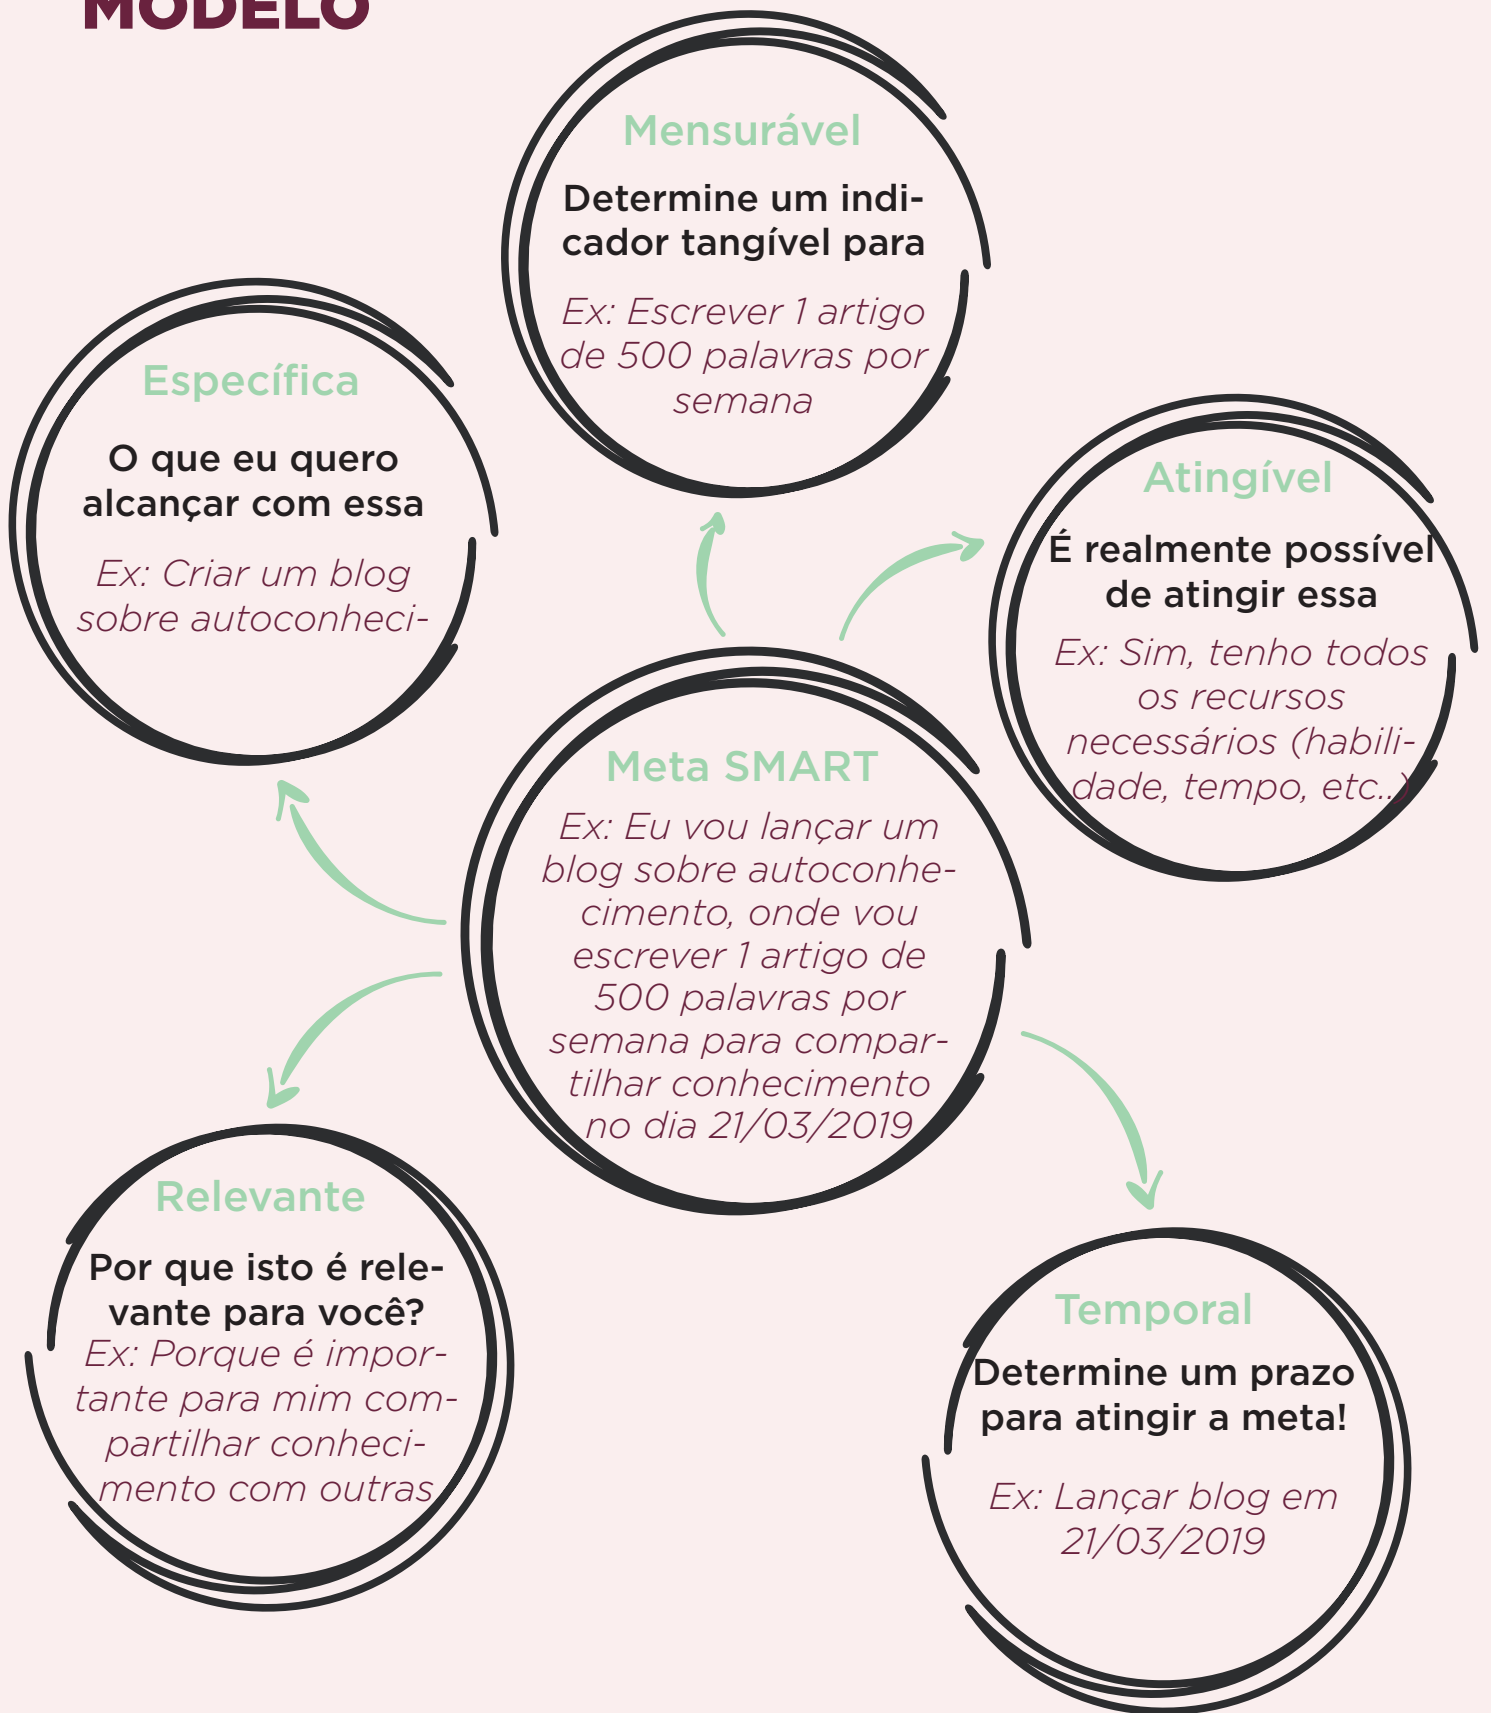 MODELO
Mensurável
Determine um indi-
cador tangível para
Ex: Escrever 1 artigo
de 500 palavras por
semana
Específica
O que eu quero
alcançar com essa
Ex: Criar um blog
sobre autoconheci-
Atingível
É realmente possível
de atingir essa
Ex: Sim, tenho todos
os recursos
necessários (habili-
dade, tempo, etc..)
Meta SMART
Ex: Eu vou lançar um
blog sobre autoconhe-
cimento, onde vou
escrever 1 artigo de
500 palavras por
semana para compar-
tilhar conhecimento
no dia 21/03/2019
Relevante
Por que isto é rele-
vante para você?
Ex: Porque é impor-
tante para mim com-
partilhar conheci-
mento com outras
Temporal
Determine um prazo
para atingir a meta!
Ex: Lançar blog em
21/03/2019